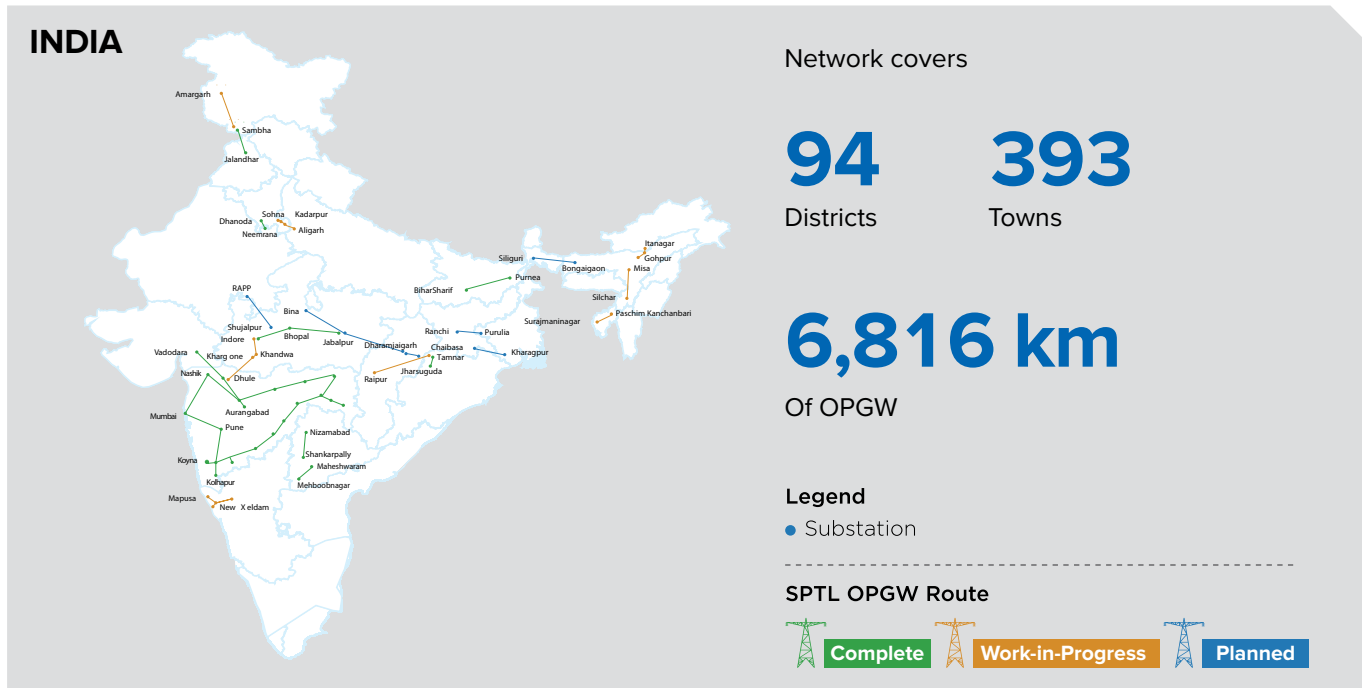 INDIA
Amargarh
Sambha
Jalandhar
Sohna
Kadarpur
Dhanoda
Aligarh
Neemrana
Itanagar
Gohpur
Siliguri
Bongaigaon
Misa
Purnea
BiharSharif
RAPP
Silchar
Bina
Paschim Kanchanbari
Surajmaninagar
Shujalpur
Bhopal
Ranchi
Purulia
Indore
Jabalpur
Dharamjaigarh
Chaibasa
Kharagpur
Vadodara
Kharg one
Khandwa
Tamnar
Nashik
Dhule
Raipur
Jharsuguda
Aurangabad
Mumbai
Pune
Nizamabad
Koyna
Shankarpally
Maheshwaram
Kolhapur
Mehboobnagar
Mapusa
New X eldam
Network covers
94 393
Districts Towns
6,816 km
Of OPGW
Legend
Substation
SPTL OPGW Route
Complete Work-in-Progress Planned